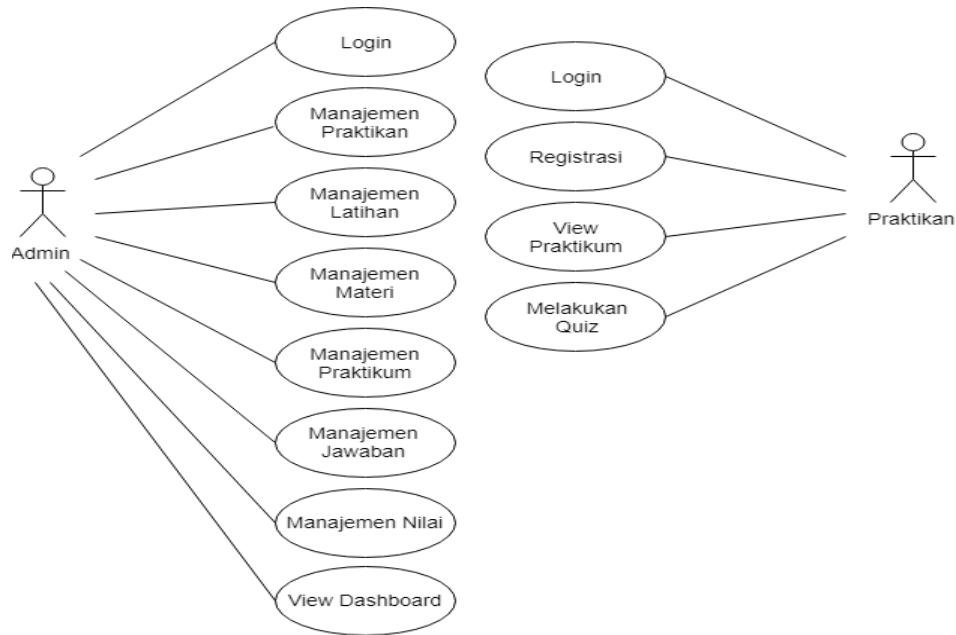 Login
Manajemen
Praktikan
Manajemen
Latihan
Manajemen
Materi
Manajemen
Praktikum
Manajemen
Jawaban
Manajemen Nilai
View Dashboard
Admin
Login
Registrasi
View
Praktikum
Melakukan
Quiz
Praktikan